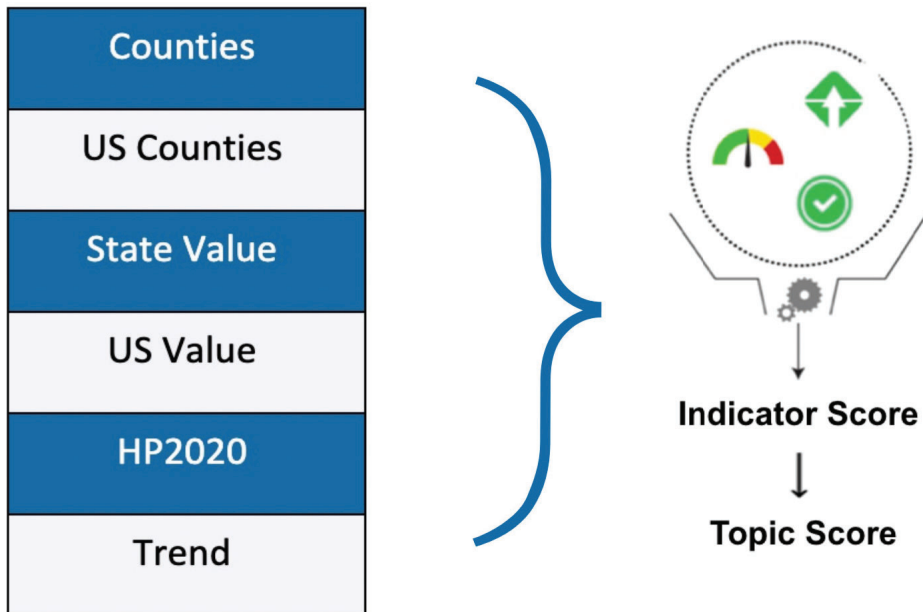 Counties
US Counties
State Value
US Value
HP2020
Trend
Indicator Score
Topic Score